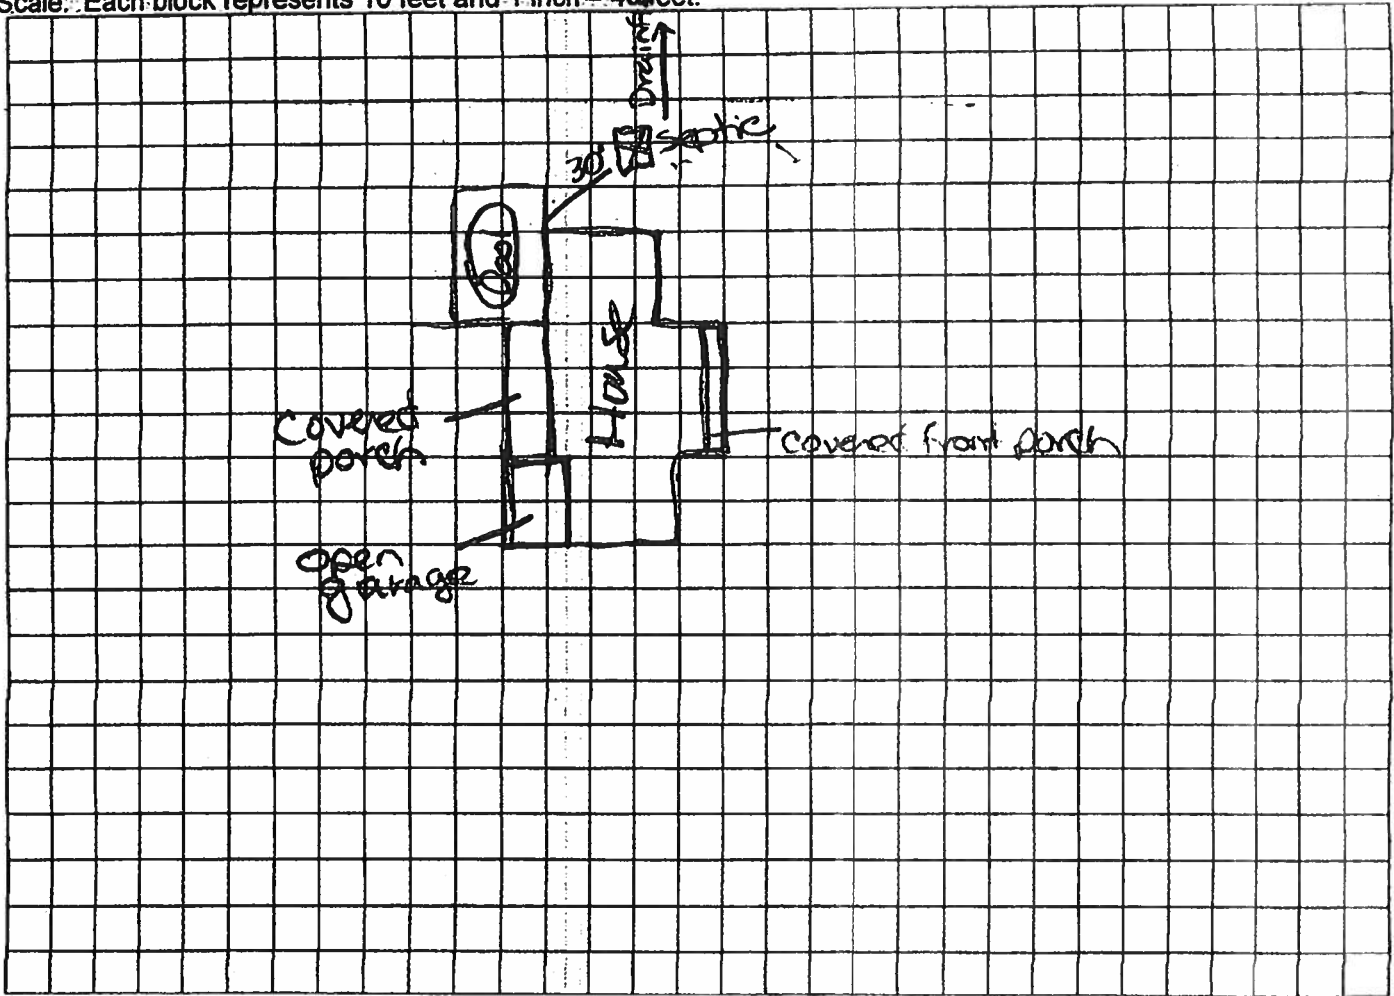 Scale: Each block represents 10 feet and 1 inch = 40 feet.
Drainf
30'
septic
Pool
House
covered
porch
covered front porch
open
garage